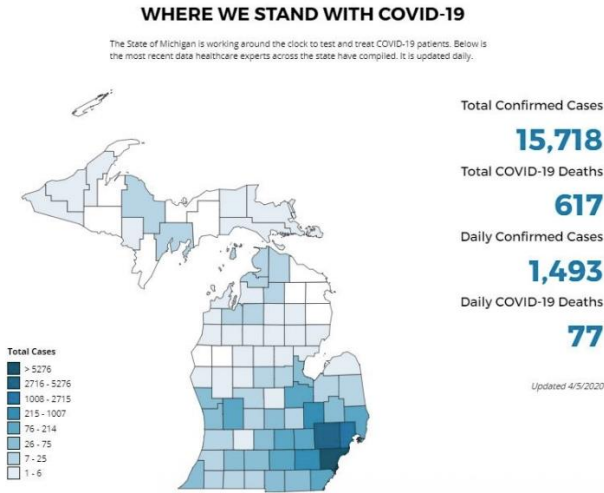 WHERE WE STAND WITH COVID-19
The State of Michigan is working around the clock to test and treat COVID-19 patients. Below is
the most recent data healthcare experts across the state have compiled. It is updated daily.
Total Confirmed Cases
15,718
Total COVID-19 Deaths
617
Daily Confirmed Cases
1,493
Daily COVID-19 Deaths
77
Updated 4/5/2020
Total Cases
> 5276
2716 - 5276
1008 - 2715
215 - 1007
76 - 214
26 - 75
7 - 25
1 - 6